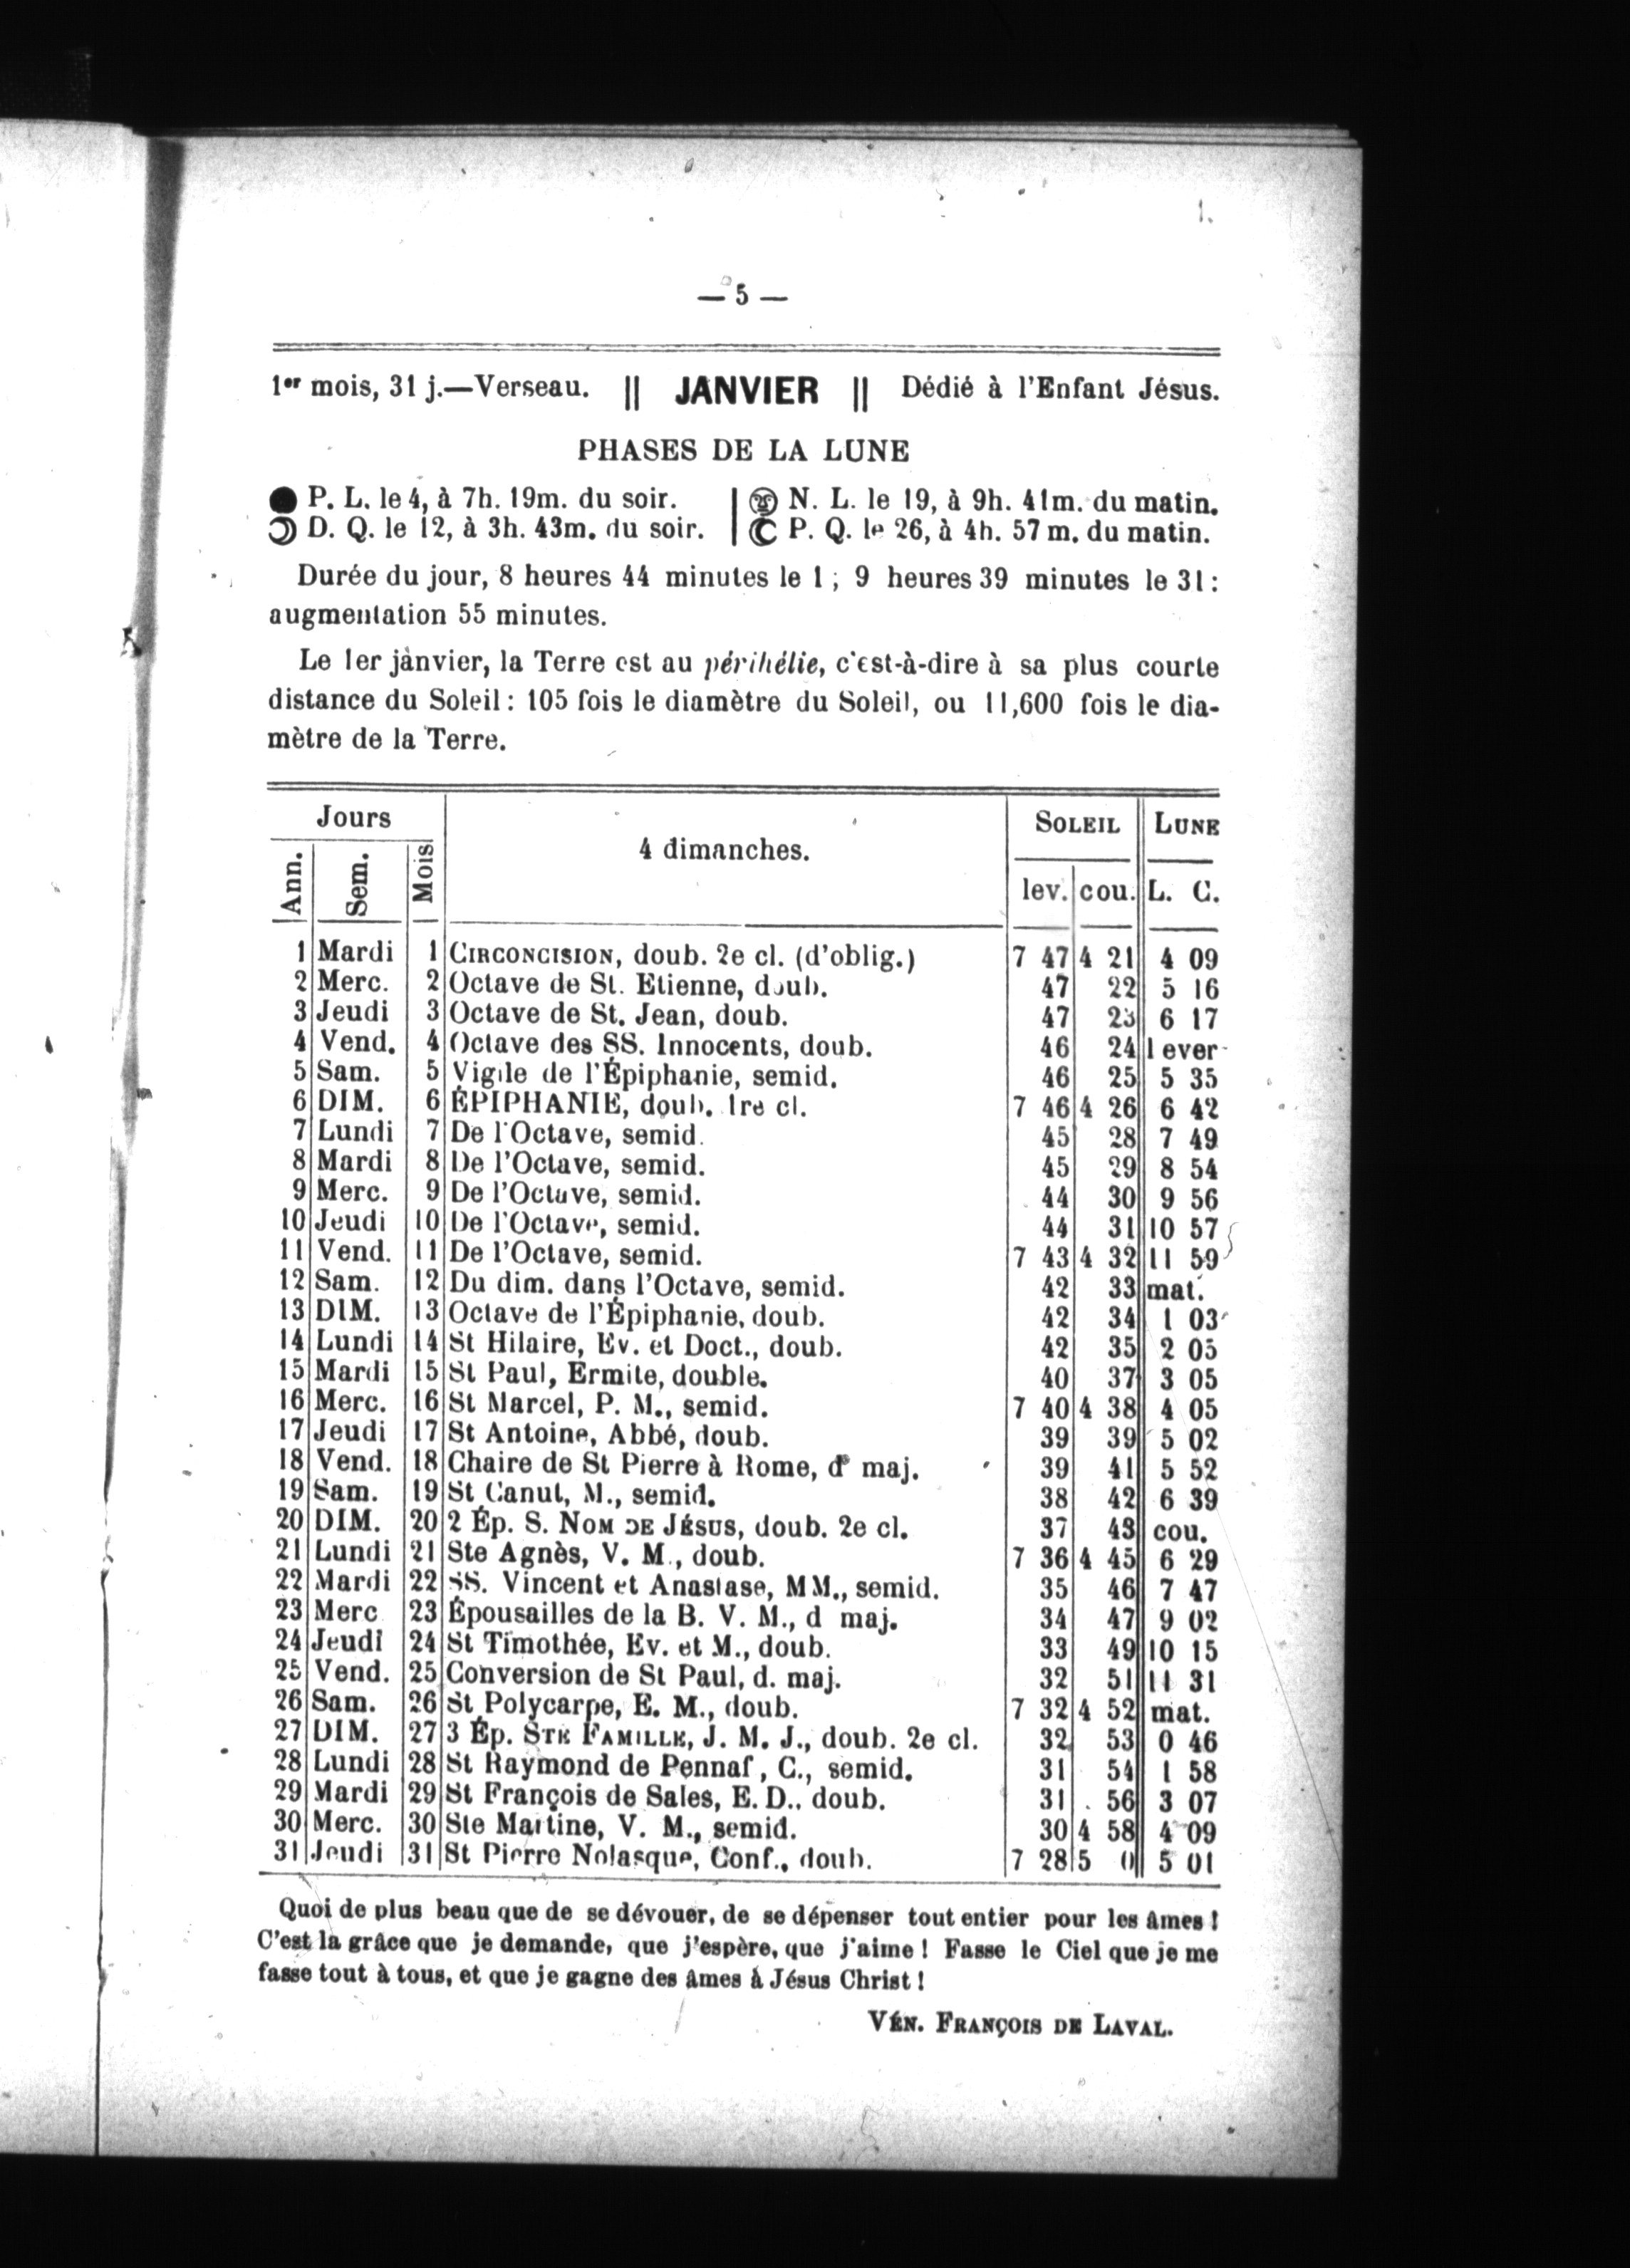 — 5 —
1er mois, 31 j.—Verseau. || JANVIER || Dédié à l'Enfant Jésus.
PHASES DE LA LUNE
P. L. le 4, à 7h. 19m. du soir. | N. L. le 19, à 9h. 41m. du matin.
D. Q. le 12, à 3h. 43m. du soir. | P. Q. le 26, à 4h. 57 m. du matin.
Durée du jour, 8 heures 44 minutes le 1 ; 9 heures 39 minutes le 31 :
augmentation 55 minutes.
Le 1er janvier, la Terre est au périhélie, c'est-à-dire à sa plus courte
distance du Soleil : 105 fois le diamètre du Soleil, ou 11,600 fois le dia-
mètre de la Terre.
Jours 4 dimanches. SOLEIL LUNE
Ann. Sem. Mois lev. cou. L. C.
1 Mardi 1 CIRCONCISION, doub. 2e cl. (d'oblig.) 7 47 4 21 4 09
2 Merc. 2 Octave de St. Etienne, doub. 47 22 5 16
3 Jeudi 3 Octave de St. Jean, doub. 47 23 6 17
4 Vend. 4 Octave des SS. Innocents, doub. 46 24 lever
5 Sam. 5 Vigile de l'Épiphanie, semid. 46 25 5 35
6 DIM. 6 ÉPIPHANIE, doub. 1re cl. 7 46 4 26 6 42
7 Lundi 7 De l'Octave, semid. 45 28 7 49
8 Mardi 8 De l'Octave, semid. 45 29 8 54
9 Merc. 9 De l'Octave, semid. 44 30 9 56
10 Jeudi 10 De l'Octave, semid. 44 31 10 57
11 Vend. 11 De l'Octave, semid. 7 43 4 32 11 59
12 Sam. 12 Du dim. dans l'Octave, semid. 42 33 mat.
13 DIM. 13 Octave de l'Épiphanie, doub. 42 34 1 03
14 Lundi 14 St Hilaire, Ev. et Doct., doub. 42 35 2 05
15 Mardi 15 St Paul, Ermite, double. 40 37 3 05
16 Merc. 16 St Marcel, P. M., semid. 7 40 4 38 4 05
17 Jeudi 17 St Antoine, Abbé, doub. 39 39 5 02
18 Vend. 18 Chaire de St Pierre à Rome, de maj. 39 41 5 52
19 Sam. 19 St Canut, M., semid. 38 42 6 39
20 DIM. 20 2 Ép. S. NOM DE JÉSUS, doub. 2e cl. 37 43 cou.
21 Lundi 21 Ste Agnès, V. M., doub. 7 36 4 45 6 29
22 Mardi 22 SS. Vincent et Anastase, MM., semid. 35 46 7 47
23 Merc 23 Épousailles de la B. V. M., d maj. 34 47 9 02
24 Jeudi 24 St Timothée, Ev. et M., doub. 33 49 10 15
25 Vend. 25 Conversion de St Paul, d. maj. 32 51 11 31
26 Sam. 26 St Polycarpe, E. M., doub. 7 32 4 52 mat.
27 DIM. 27 3 Ép. STE FAMILLE, J. M. J., doub. 2e cl. 32 53 0 46
28 Lundi 28 St Raymond de Pennaf, C., semid. 31 54 1 58
29 Mardi 29 St François de Sales, E. D., doub. 31 56 3 07
30 Merc. 30 Ste Martine, V. M., semid. 30 4 58 4 09
31 Jeudi 31 St Pierre Nolasque, Conf., doub. 7 28 5 0 5 01
Quoi de plus beau que de se dévouer, de se dépenser tout entier pour les âmes !
C'est la grâce que je demande, que j'espère, que j'aime ! Fasse le Ciel que je me
fasse tout à tous, et que je gagne des âmes à Jésus Christ !
VÉN. FRANÇOIS DE LAVAL.